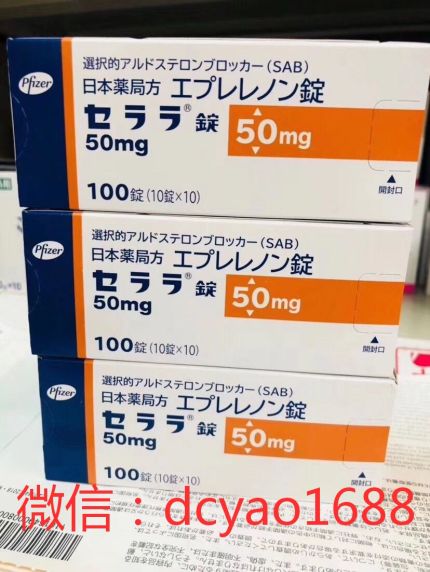 Pfizer
選択的アルドステロンブロッカー(SAB)
日本薬局方 エプレレノン錠
セララ®錠 50mg
50mg
100錠(10錠×10)
開封口
Pfizer
選択的アルドステロンブロッカー(SAB)
日本薬局方 エプレレノン錠
セララ®錠 50mg
50mg
100錠(10錠×10)
開封口
Pfizer
選択的アルドステロンブロッカー(SAB)
日本薬局方 エプレレノン錠
セララ®錠 50mg
50mg
100錠(10錠×10)
開封口
微信：dcyao1688